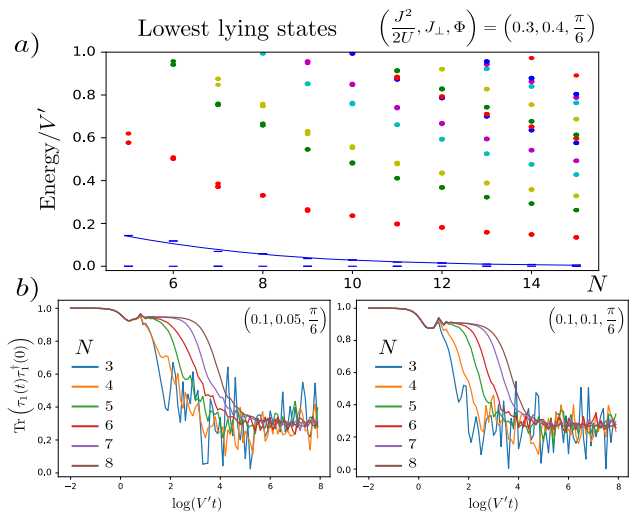 a) Lowest lying states (J²/2U, J⊥, Φ) = (0.3, 0.4, π/6)
Energy/V′
1.0
0.8
0.6
0.4
0.2
0.0
6 8 10 12 14 N
b)
Tr(τ₁(t)τ₁†(0))
1.0
0.8
0.6
0.4
0.2
0.0
(0.1, 0.05, π/6)
N
3
4
5
6
7
8
−2 0 2 4 6 8
log(V′t)
1.0
0.8
0.6
0.4
0.2
0.0
(0.1, 0.1, π/6)
N
3
4
5
6
7
8
−2 0 2 4 6 8
log(V′t)